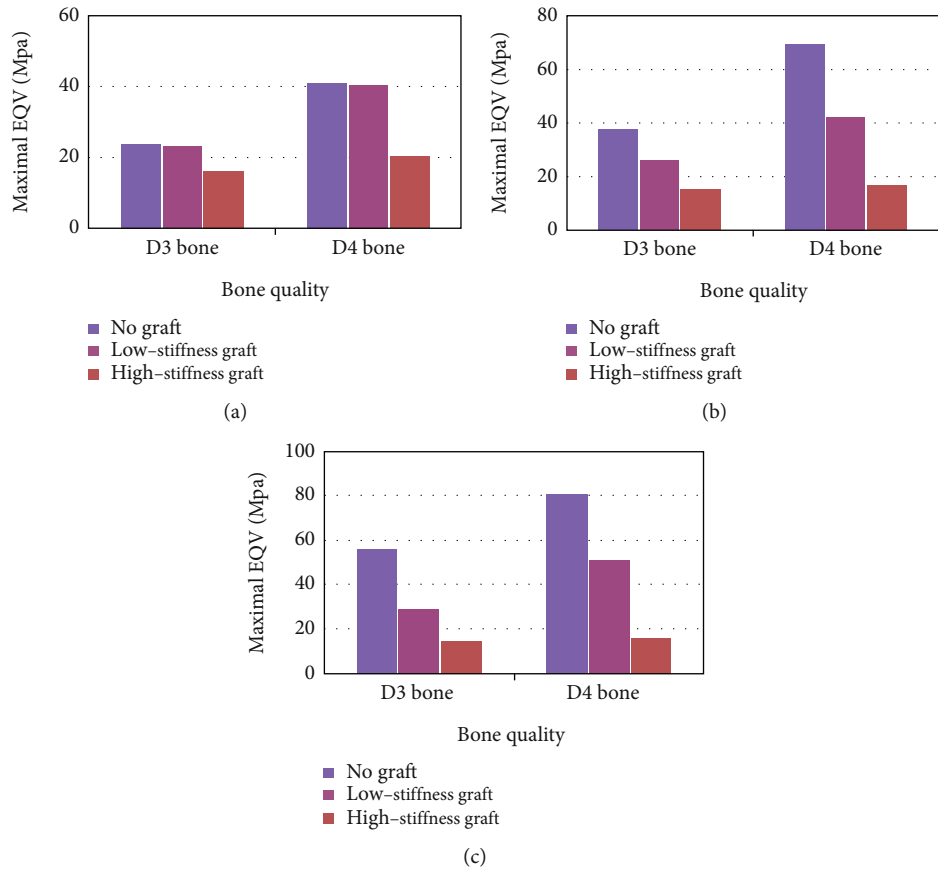 60
40
20
0
Maximal EQV (Mpa)
D3 bone
D4 bone
Bone quality
No graft
Low–stiffness graft
High–stiffness graft
(a)
80
60
40
20
0
Maximal EQV (Mpa)
D3 bone
D4 bone
Bone quality
No graft
Low–stiffness graft
High–stiffness graft
(b)
100
80
60
40
20
0
Maximal EQV (Mpa)
D3 bone
D4 bone
Bone quality
No graft
Low–stiffness graft
High–stiffness graft
(c)